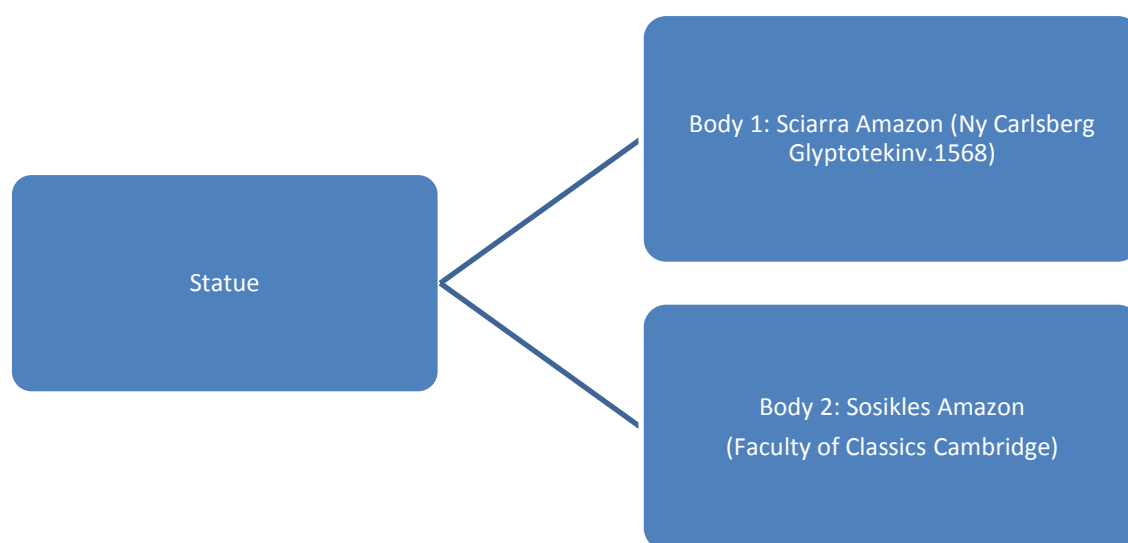 Statue
Body 1: Sciarra Amazon (Ny Carlsberg
Glyptotekinv.1568)
Body 2: Sosikles Amazon
(Faculty of Classics Cambridge)